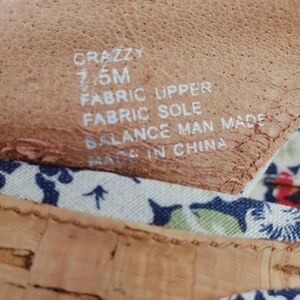 CRAZZY
7.5M
FABRIC UPPER
FABRIC SOLE
BALANCE MAN MADE
MADE IN CHINA